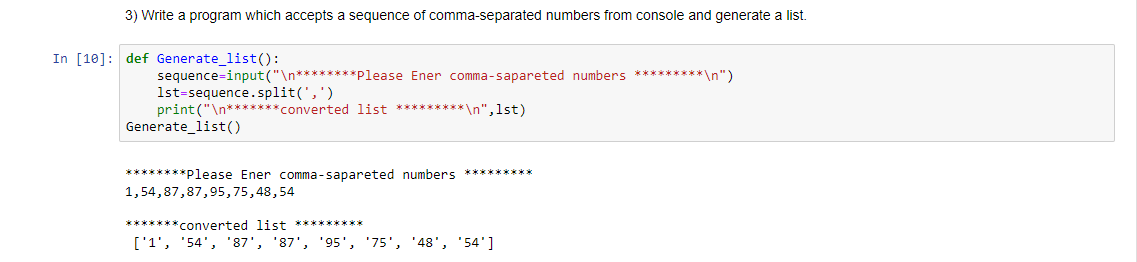 3) Write a program which accepts a sequence of comma-separated numbers from console and generate a list.
In [10]: def Generate_list():
    sequence=input("\n********Please Ener comma-sapareted numbers *********\n")
    lst=sequence.split(',')
    print("\n*******converted list *********\n",lst)
Generate_list()
********Please Ener comma-sapareted numbers *********
1,54,87,87,95,75,48,54
*******converted list *********
 ['1', '54', '87', '87', '95', '75', '48', '54']